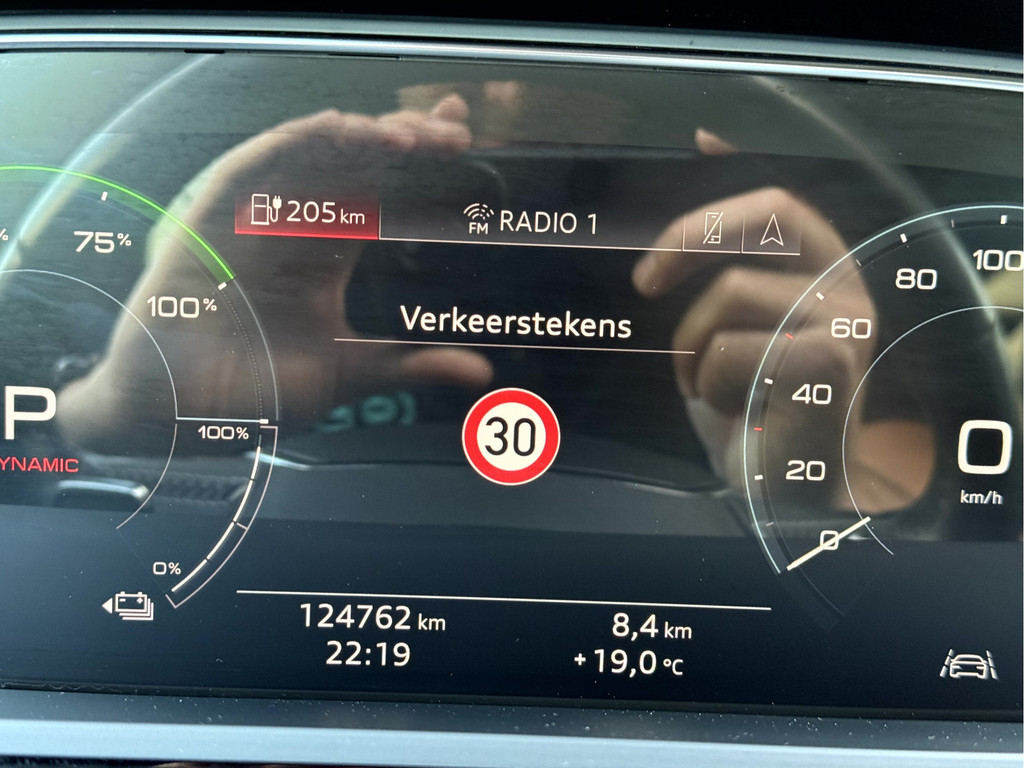 205 km
FM RADIO 1
75%
100%
Verkeerstekens
100
80
60
40
20
0
30
P
100%
YNAMIC
0
km/h
0%
124762 km
8,4 km
22:19
+19,0 °C